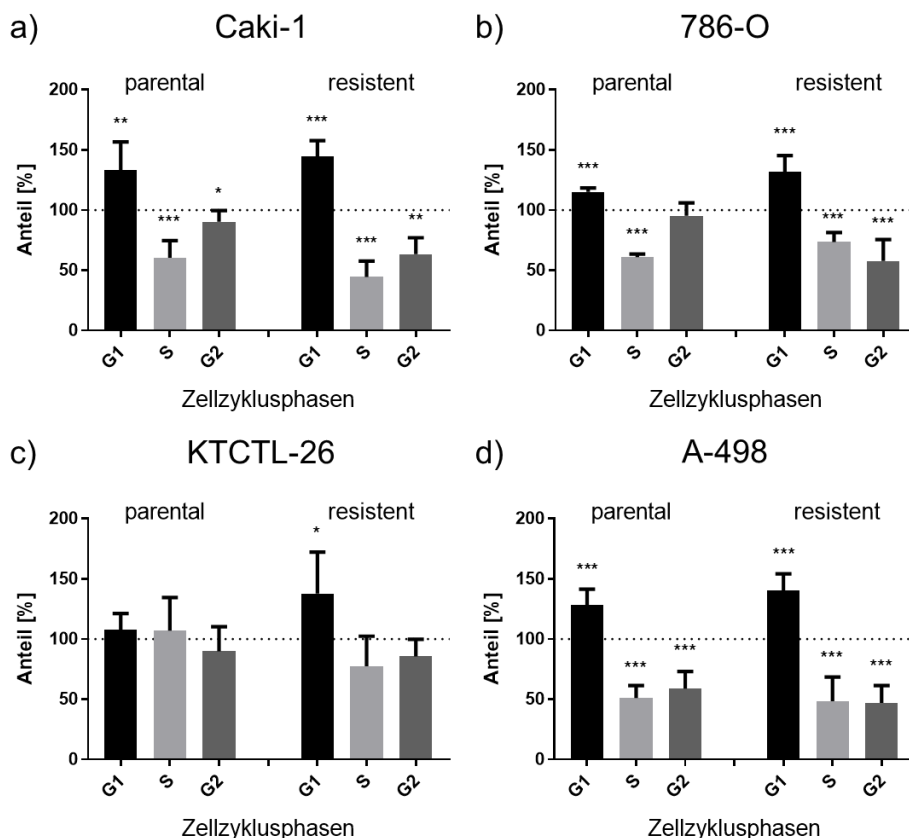 a) Caki-1
parental resistent
Anteil [%]
200
150
100
50
0
** *** * *** *** **
G1 S G2 G1 S G2
Zellzyklusphasen
b) 786-O
parental resistent
Anteil [%]
200
150
100
50
0
*** *** *** *** ***
G1 S G2 G1 S G2
Zellzyklusphasen
c) KTCTL-26
parental resistent
Anteil [%]
200
150
100
50
0
*
G1 S G2 G1 S G2
Zellzyklusphasen
d) A-498
parental resistent
Anteil [%]
200
150
100
50
0
*** *** *** *** *** ***
G1 S G2 G1 S G2
Zellzyklusphasen